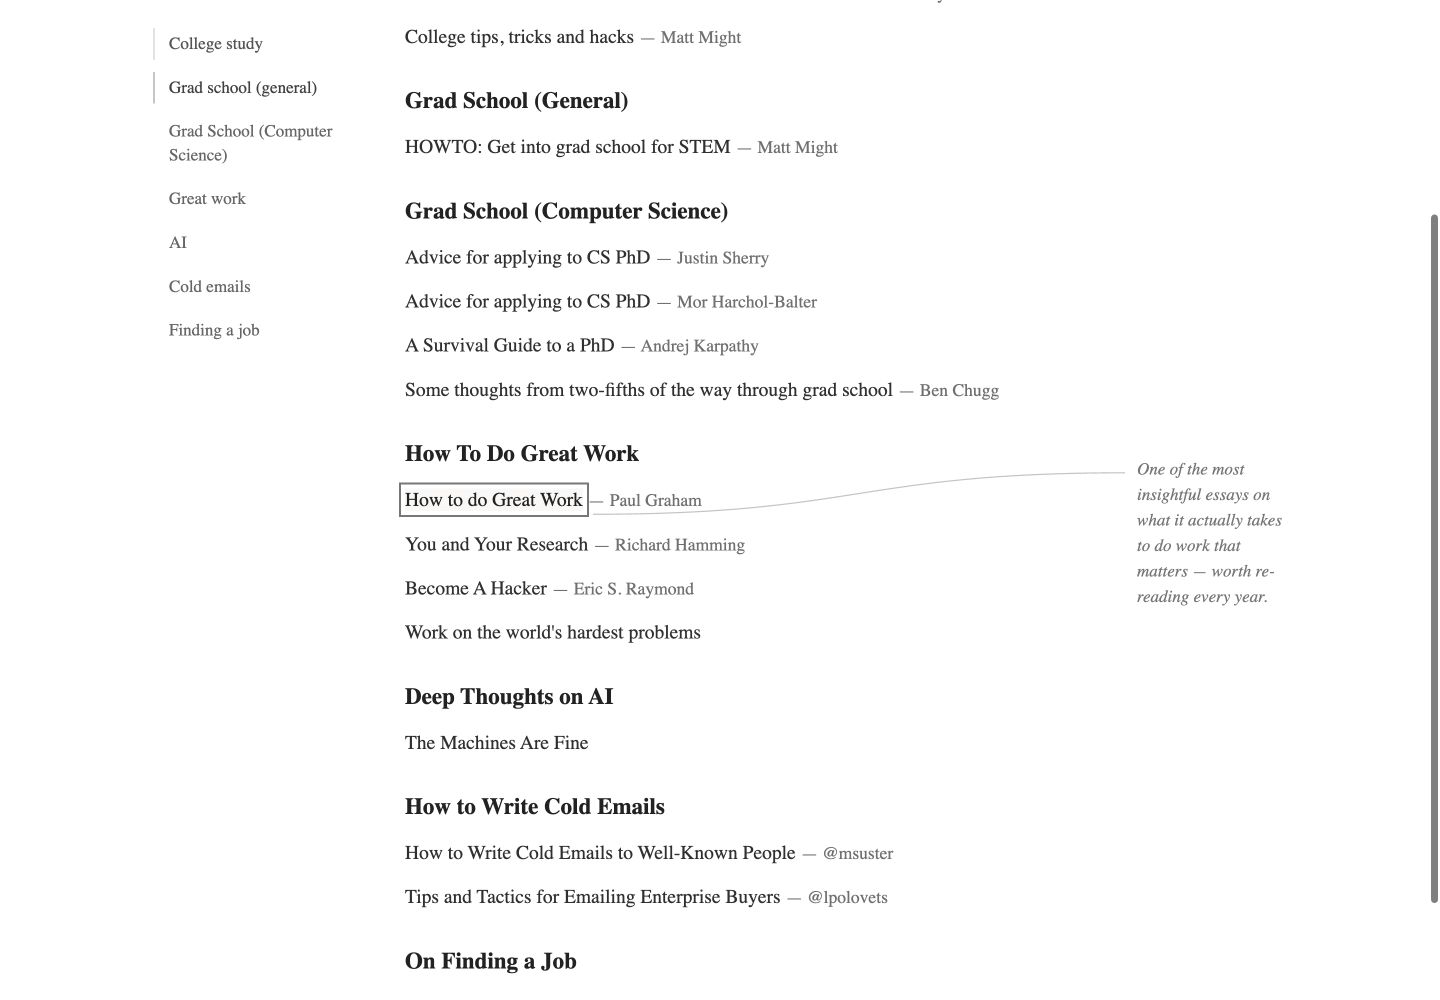 College study
Grad school (general)
Grad School (Computer
Science)
Great work
AI
Cold emails
Finding a job
College tips, tricks and hacks — Matt Might
Grad School (General)
HOWTO: Get into grad school for STEM — Matt Might
Grad School (Computer Science)
Advice for applying to CS PhD — Justin Sherry
Advice for applying to CS PhD — Mor Harchol-Balter
A Survival Guide to a PhD — Andrej Karpathy
Some thoughts from two-fifths of the way through grad school — Ben Chugg
How To Do Great Work
How to do Great Work — Paul Graham
You and Your Research — Richard Hamming
Become A Hacker — Eric S. Raymond
Work on the world's hardest problems
Deep Thoughts on AI
The Machines Are Fine
How to Write Cold Emails
How to Write Cold Emails to Well-Known People — @msuster
Tips and Tactics for Emailing Enterprise Buyers — @lpolovets
On Finding a Job
One of the most
insightful essays on
what it actually takes
to do work that
matters — worth re-
reading every year.